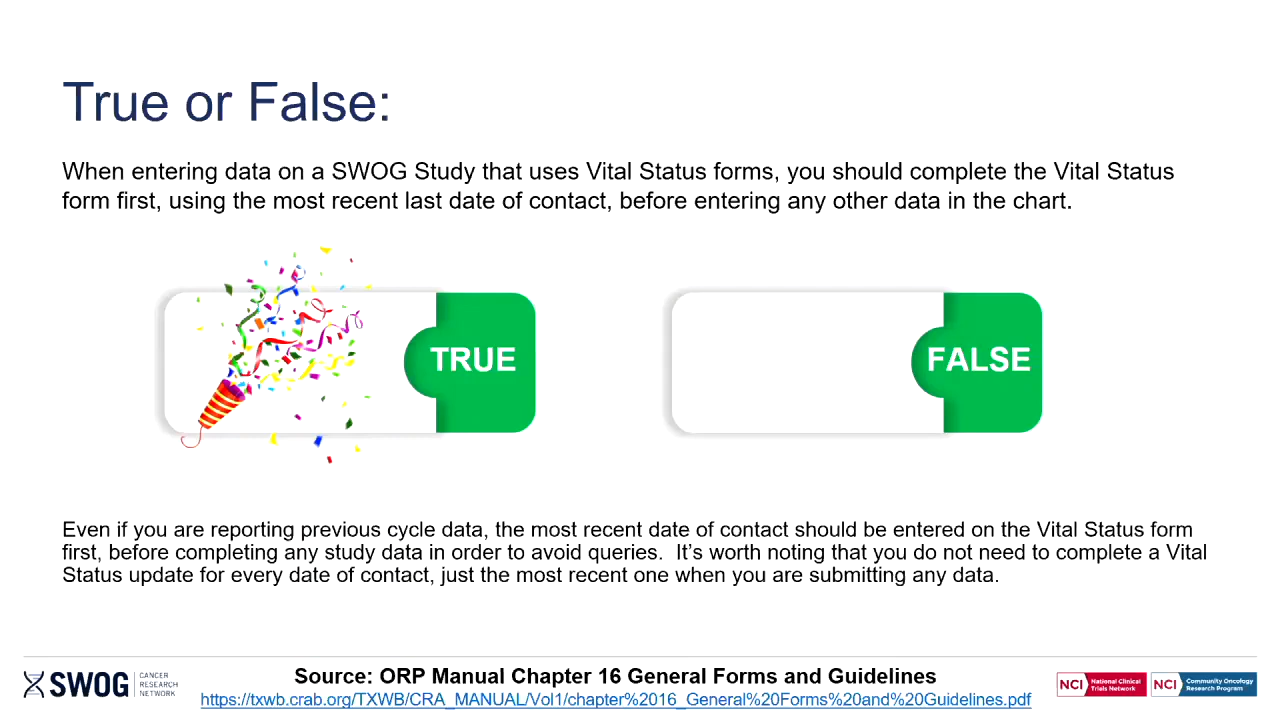 True or False:
When entering data on a SWOG Study that uses Vital Status forms, you should complete the Vital Status
form first, using the most recent last date of contact, before entering any other data in the chart.
TRUE
FALSE
Even if you are reporting previous cycle data, the most recent date of contact should be entered on the Vital Status form
first, before completing any study data in order to avoid queries.  It’s worth noting that you do not need to complete a Vital
Status update for every date of contact, just the most recent one when you are submitting any data.
SWOG
CANCER
RESEARCH
NETWORK
Source: ORP Manual Chapter 16 General Forms and Guidelines
https://txwb.crab.org/TXWB/CRA_MANUAL/Vol1/chapter%2016_General%20Forms%20and%20Guidelines.pdf
NCI
National Clinical
Trials Network
NCI
Community Oncology
Research Program